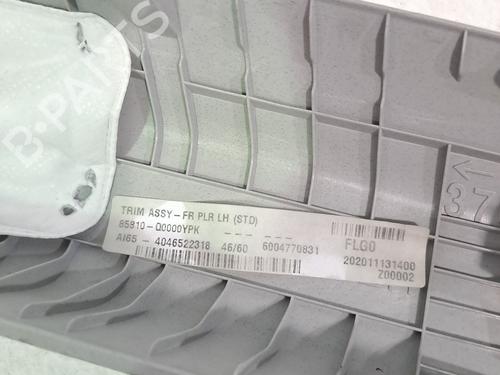 B-PARTS
TRIM ASSY-FR PLR LH (STD)
85810-Q0000YPK
AI65 - 4046522318 46/60 6004770831
FLG0
202011131400
Z00002
← 37